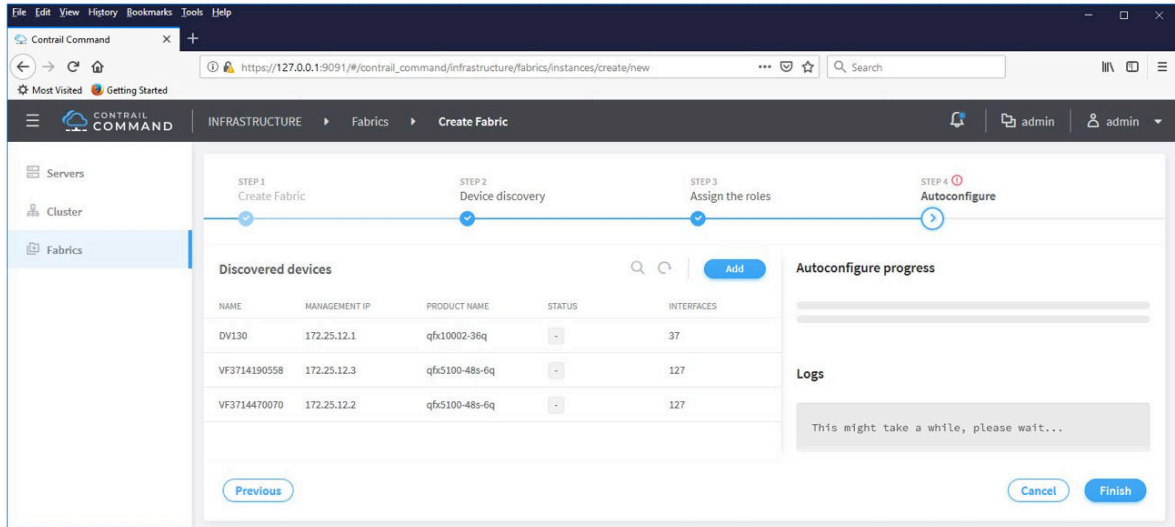 File Edit View History Bookmarks Tools Help
Contrail Command
https://127.0.0.1:9091/#/contrail_command/infrastructure/fabrics/instances/create/new
Search
Most Visited Getting Started
CONTRAIL COMMAND
INFRASTRUCTURE Fabrics Create Fabric
admin admin
Servers
Cluster
Fabrics
STEP 1 STEP 2 STEP 3 STEP 4
Create Fabric Device discovery Assign the roles Autoconfigure
Discovered devices Add
NAME MANAGEMENT IP PRODUCT NAME STATUS INTERFACES
DV130 172.25.12.1 qfx10002-36q - 37
VF3714190558 172.25.12.3 qfx5100-48s-6q - 127
VF3714470070 172.25.12.2 qfx5100-48s-6q - 127
Autoconfigure progress
Logs
This might take a while, please wait...
Previous Cancel Finish